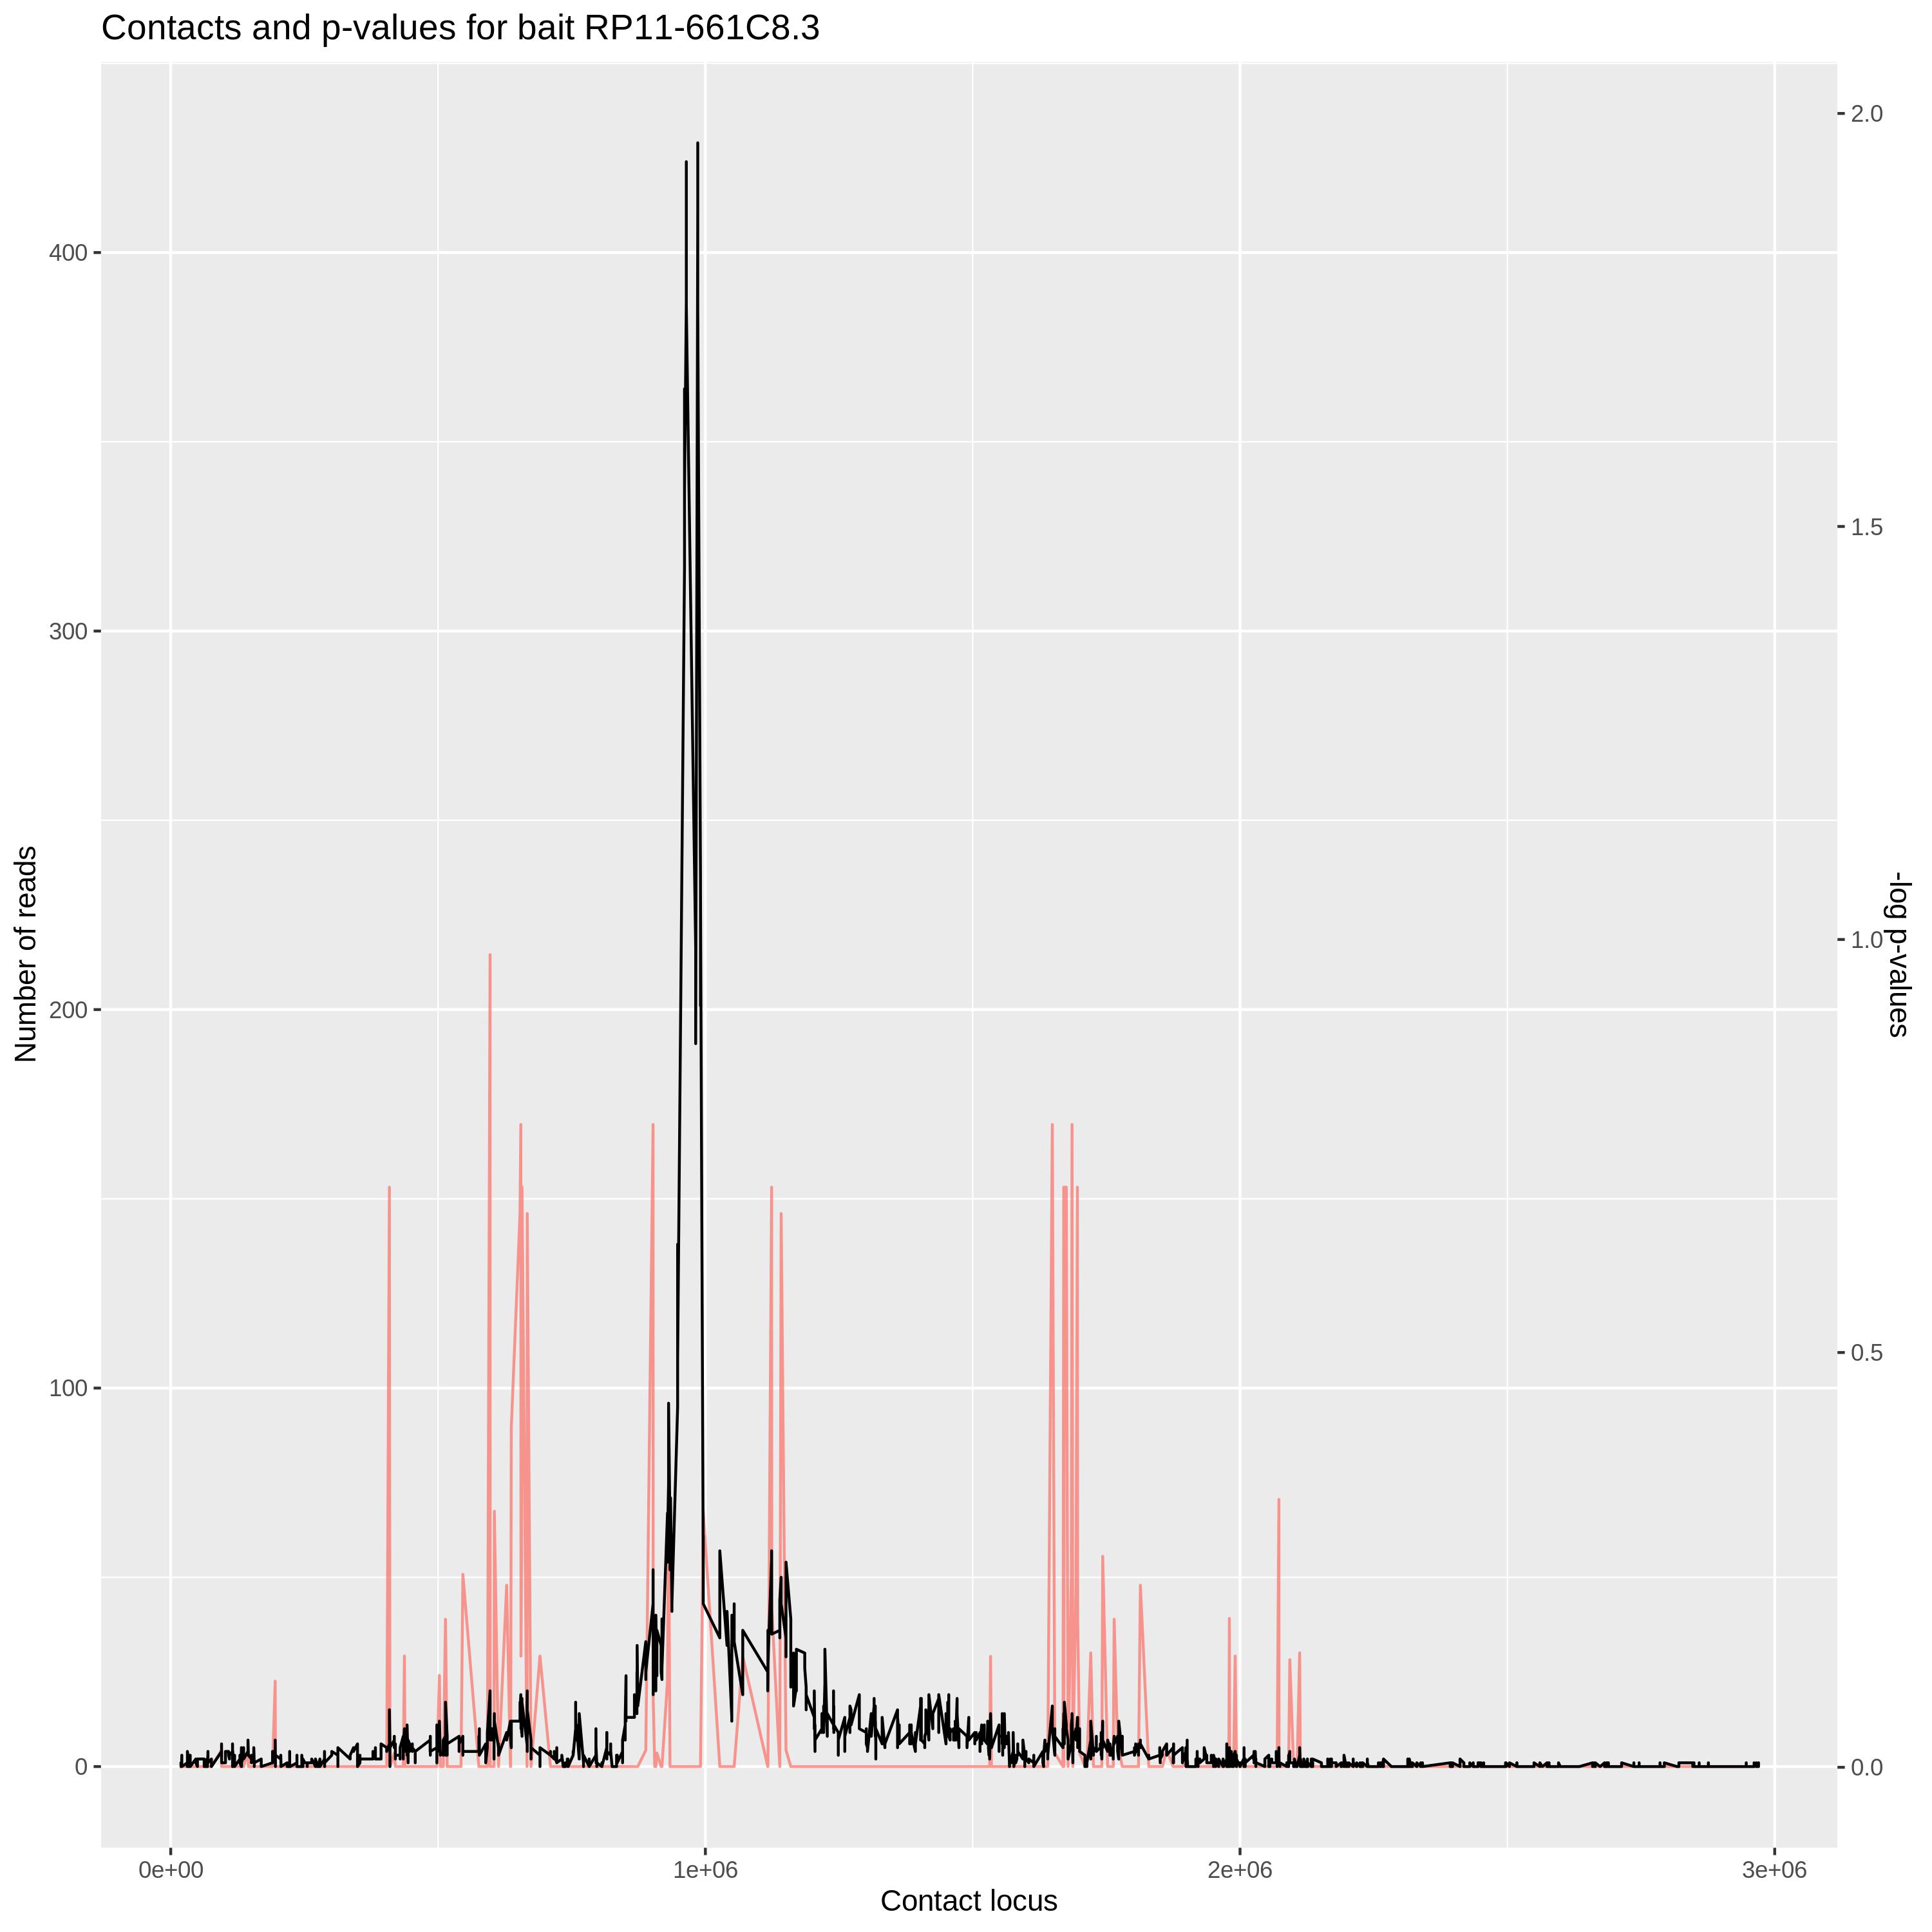 Contacts and p-values for bait RP11-661C8.3
Number of reads
400
300
200
100
0
2.0
1.5
1.0
0.5
0.0
-log p-values
0e+00
1e+06
2e+06
3e+06
Contact locus